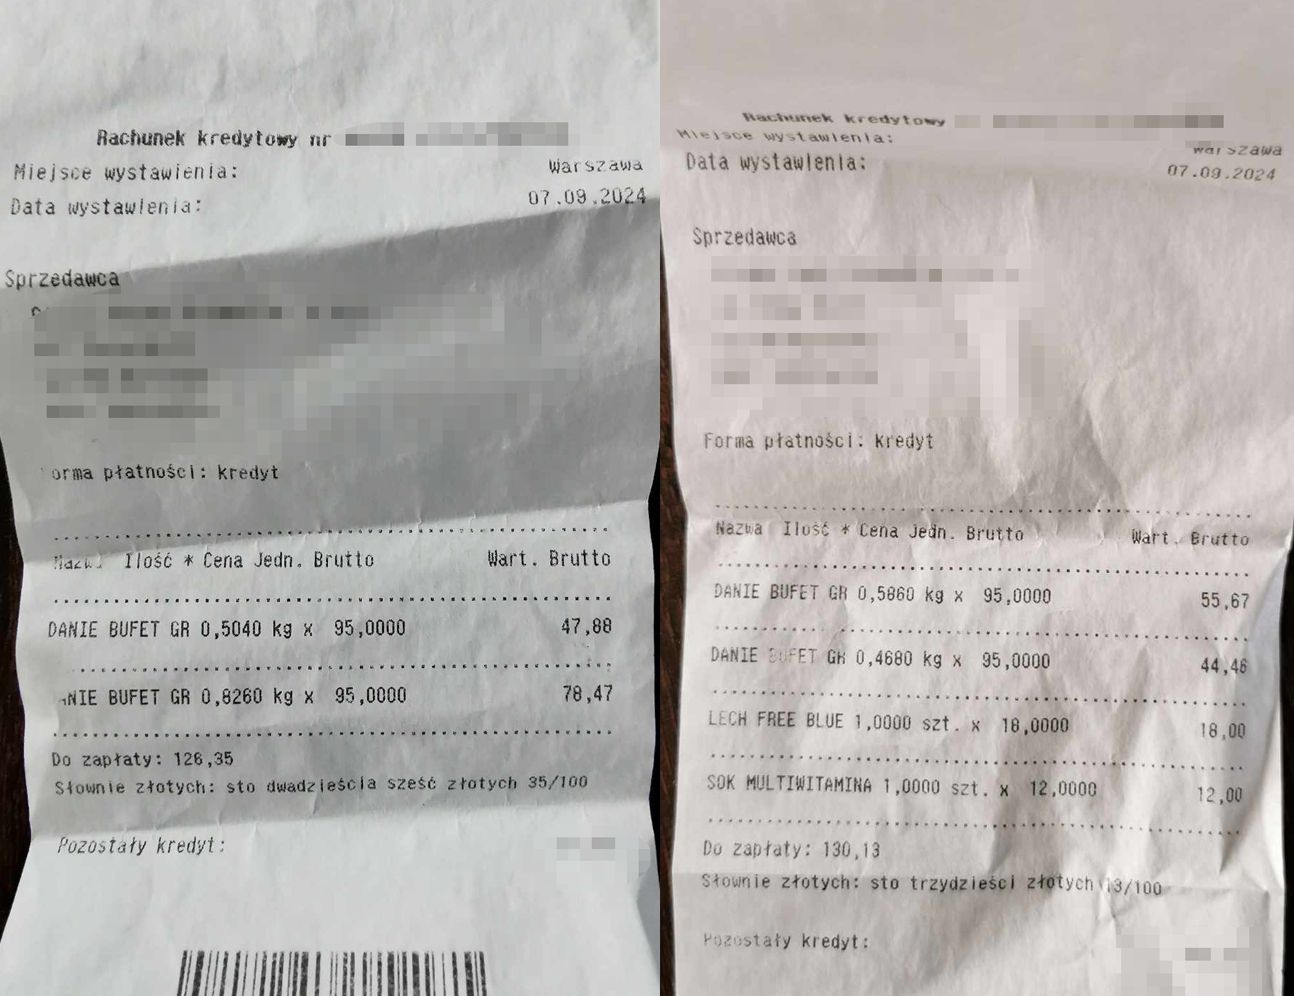 Rachunek kredytowy nr
Miejsce wystawienia: Warszawa
Data wystawienia: 07.09.2024
Sprzedawca
orma płatności: kredyt
Nazwa Ilość * Cena Jedn. Brutto Wart. Brutto
DANIE BUFET GR 0,5040 kg x 95,0000 47,88
ANIE BUFET GR 0,8260 kg x 95,0000 78,47
Do zapłaty: 126,35
Słownie złotych: sto dwadzieścia sześć złotych 35/100
Pozostały kredyt:
Rachunek kredytowy
Miejsce wystawienia: Warszawa
Data wystawienia: 07.09.2024
Sprzedawca
Forma płatności: kredyt
Nazwa Ilość * Cena Jedn. Brutto Wart. Brutto
DANIE BUFET GR 0,5860 kg x 95,0000 55,67
DANIE BUFET GR 0,4680 kg x 95,0000 44,46
LECH FREE BLUE 1,0000 szt. x 18,0000 18,00
SOK MULTIWITAMINA 1,0000 szt. x 12,0000 12,00
Do zapłaty: 130,13
Słownie złotych: sto trzydzieści złotych 13/100
Pozostały kredyt: